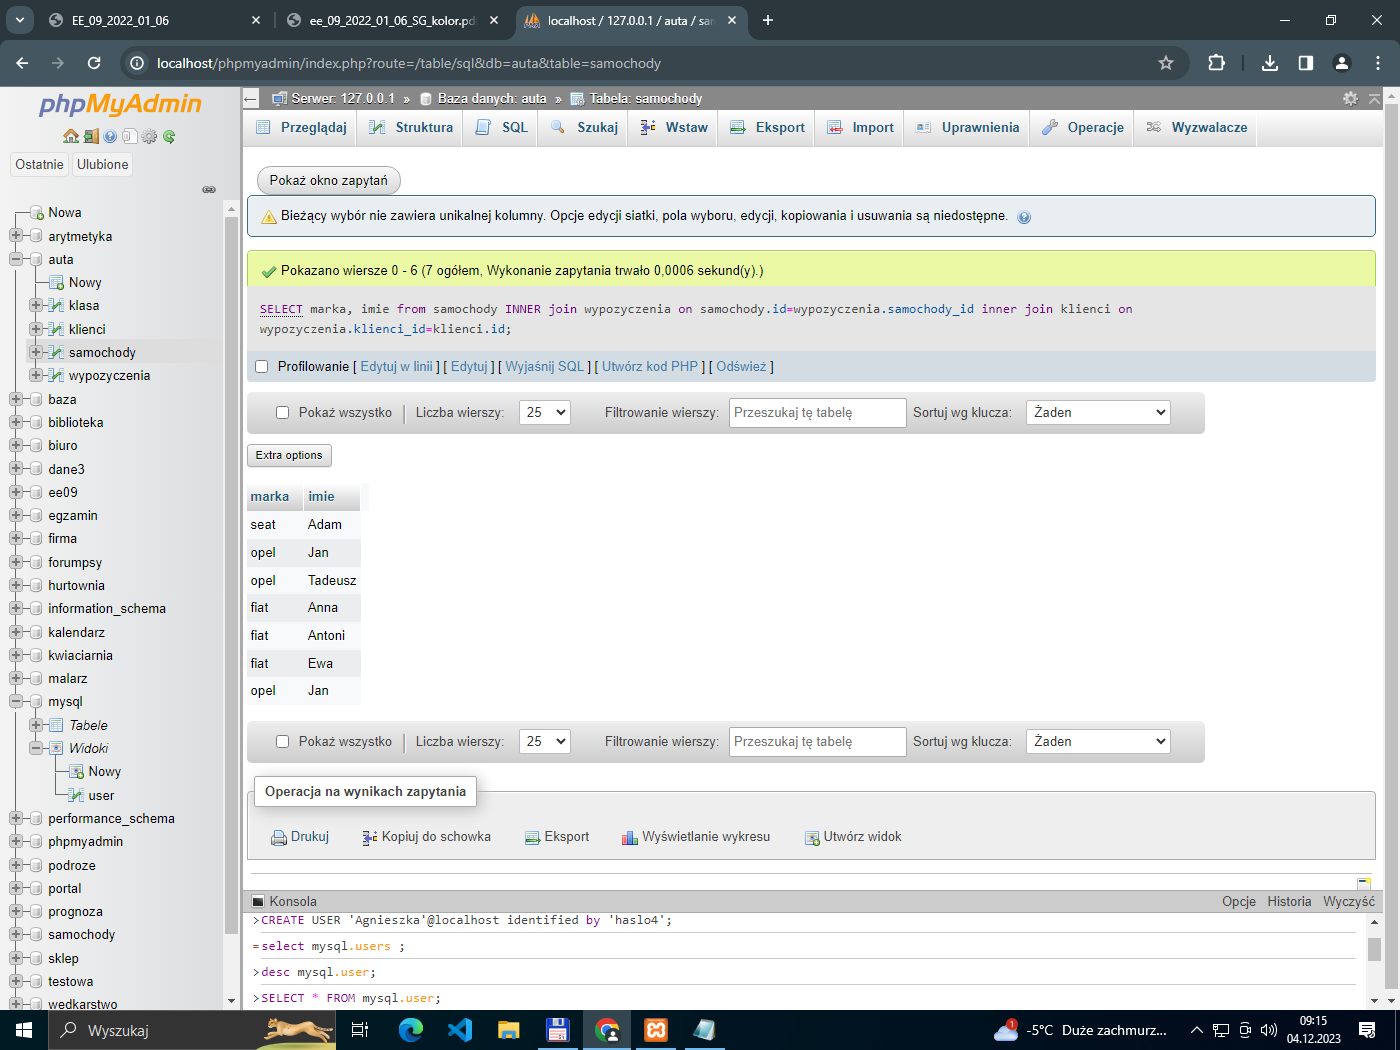 EE_09_2022_01_06
ee_09_2022_01_06_SG_kolor.pd
localhost / 127.0.0.1 / auta / sam
localhost/phpmyadmin/index.php?route=/table/sql&db=auta&table=samochody
phpMyAdmin
Ostatnie Ulubione
Nowa
arytmetyka
auta
Nowy
klasa
klienci
samochody
wypozyczenia
baza
biblioteka
biuro
dane3
ee09
egzamin
firma
forumpsy
hurtownia
information_schema
kalendarz
kwiaciarnia
malarz
mysql
Tabele
Widoki
Nowy
user
performance_schema
phpmyadmin
podroze
portal
prognoza
samochody
sklep
testowa
wedkarstwo
Serwer: 127.0.0.1 » Baza danych: auta » Tabela: samochody
Przeglądaj Struktura SQL Szukaj Wstaw Eksport Import Uprawnienia Operacje Wyzwalacze
Pokaż okno zapytań
Bieżący wybór nie zawiera unikalnej kolumny. Opcje edycji siatki, pola wyboru, edycji, kopiowania i usuwania są niedostępne.
Pokazano wiersze 0 - 6 (7 ogółem, Wykonanie zapytania trwało 0,0006 sekund(y).)
SELECT marka, imie from samochody INNER join wypozyczenia on samochody.id=wypozyczenia.samochody_id inner join klienci on
wypozyczenia.klienci_id=klienci.id;
Profilowanie [ Edytuj w linii ] [ Edytuj ] [ Wyjaśnij SQL ] [ Utwórz kod PHP ] [ Odśwież ]
Pokaż wszystko Liczba wierszy: 25 Filtrowanie wierszy: Przeszukaj tę tabelę Sortuj wg klucza: Żaden
Extra options
marka imie
seat Adam
opel Jan
opel Tadeusz
fiat Anna
fiat Antoni
fiat Ewa
opel Jan
Pokaż wszystko Liczba wierszy: 25 Filtrowanie wierszy: Przeszukaj tę tabelę Sortuj wg klucza: Żaden
Operacja na wynikach zapytania
Drukuj Kopiuj do schowka Eksport Wyświetlanie wykresu Utwórz widok
Konsola Opcje Historia Wyczyść
>CREATE USER 'Agnieszka'@localhost identified by 'haslo4';
=select mysql.users ;
>desc mysql.user;
>SELECT * FROM mysql.user;
Wyszukaj
1
-5°C Duże zachmurz...
09:15
04.12.2023